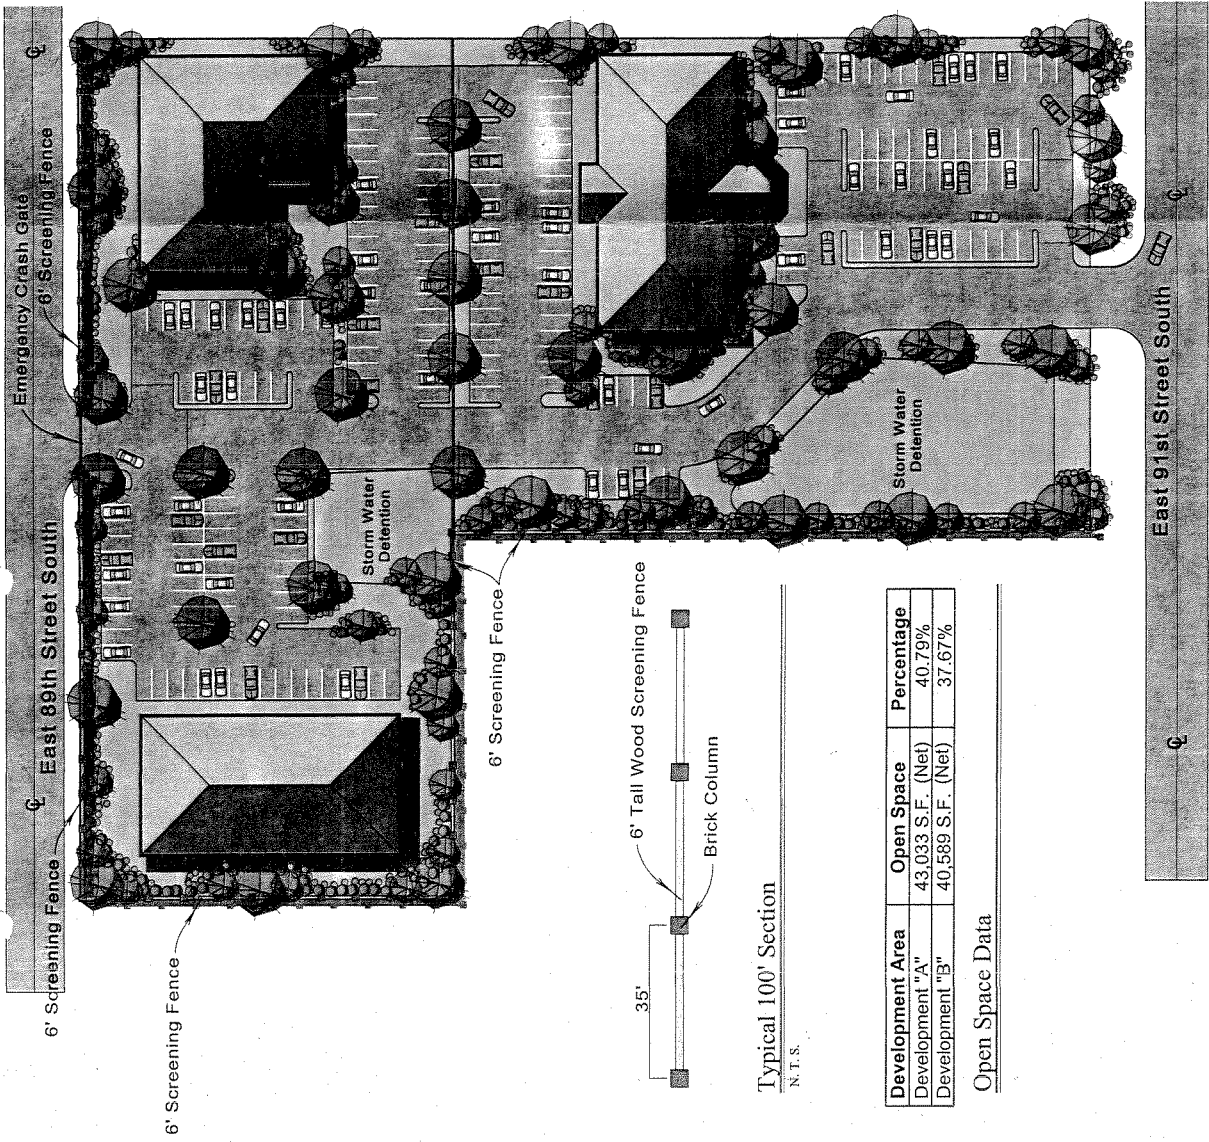 6' Screening Fence
East 89th Street South
Emergency Crash Gate
6' Screening Fence
6' Screening Fence
Storm Water
Detention
6' Screening Fence
Storm Water
Detention
East 91st Street South
35'
6' Tall Wood Screening Fence
Brick Column
Typical 100' Section
N. T. S.
Development Area Open Space Percentage
Development "A" 43,033 S.F. (Net) 40.79%
Development "B" 40,589 S.F. (Net) 37.67%
Open Space Data